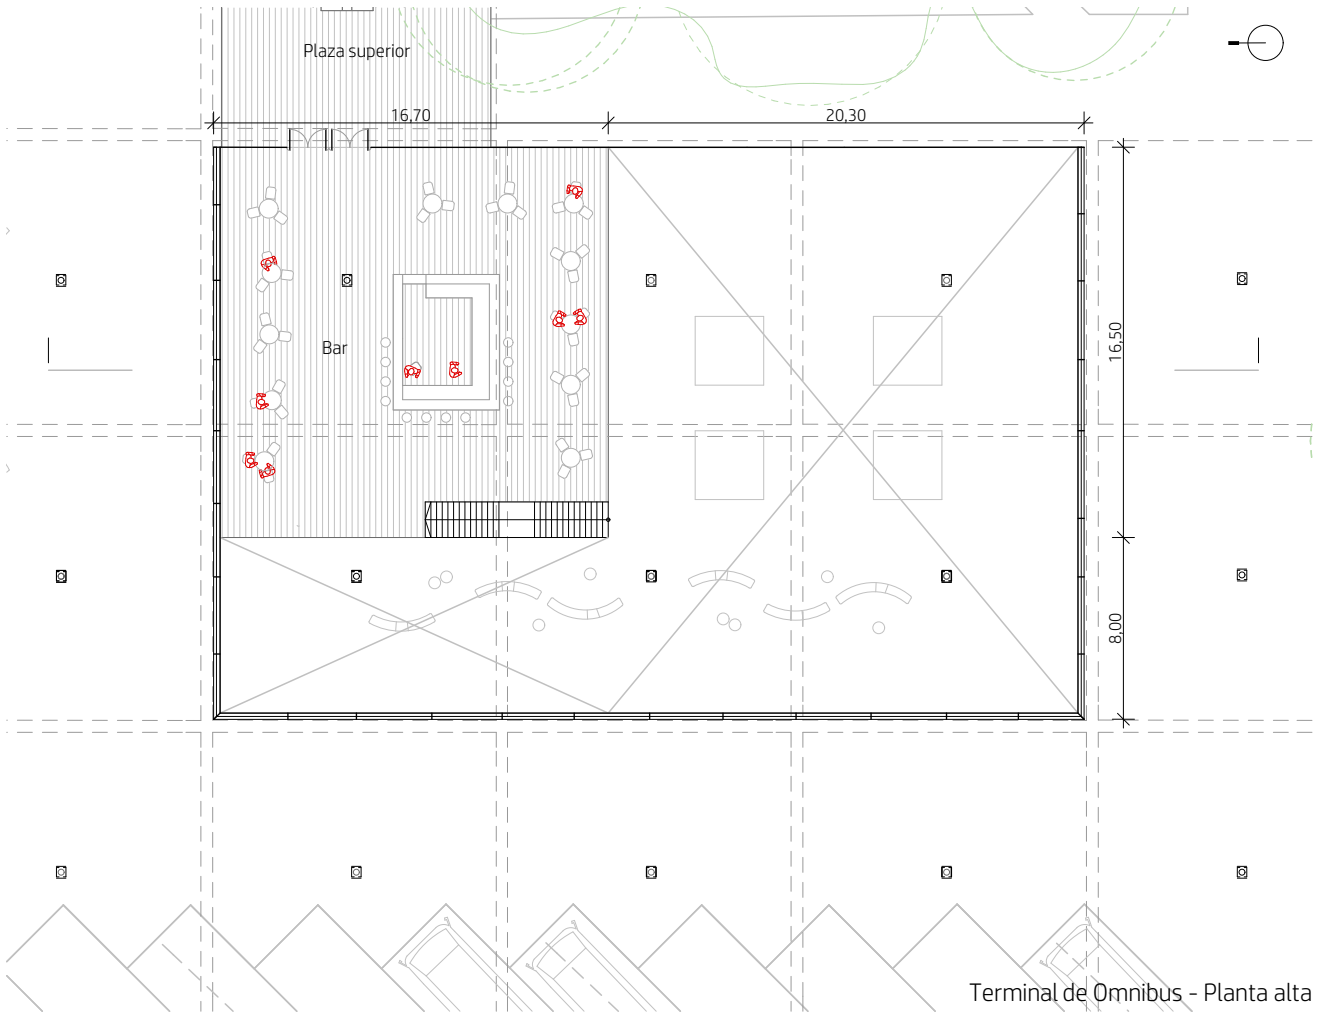 Plaza superior
16,70
20,30
16,50
Bar
8,00
Terminal de Omnibus - Planta alta